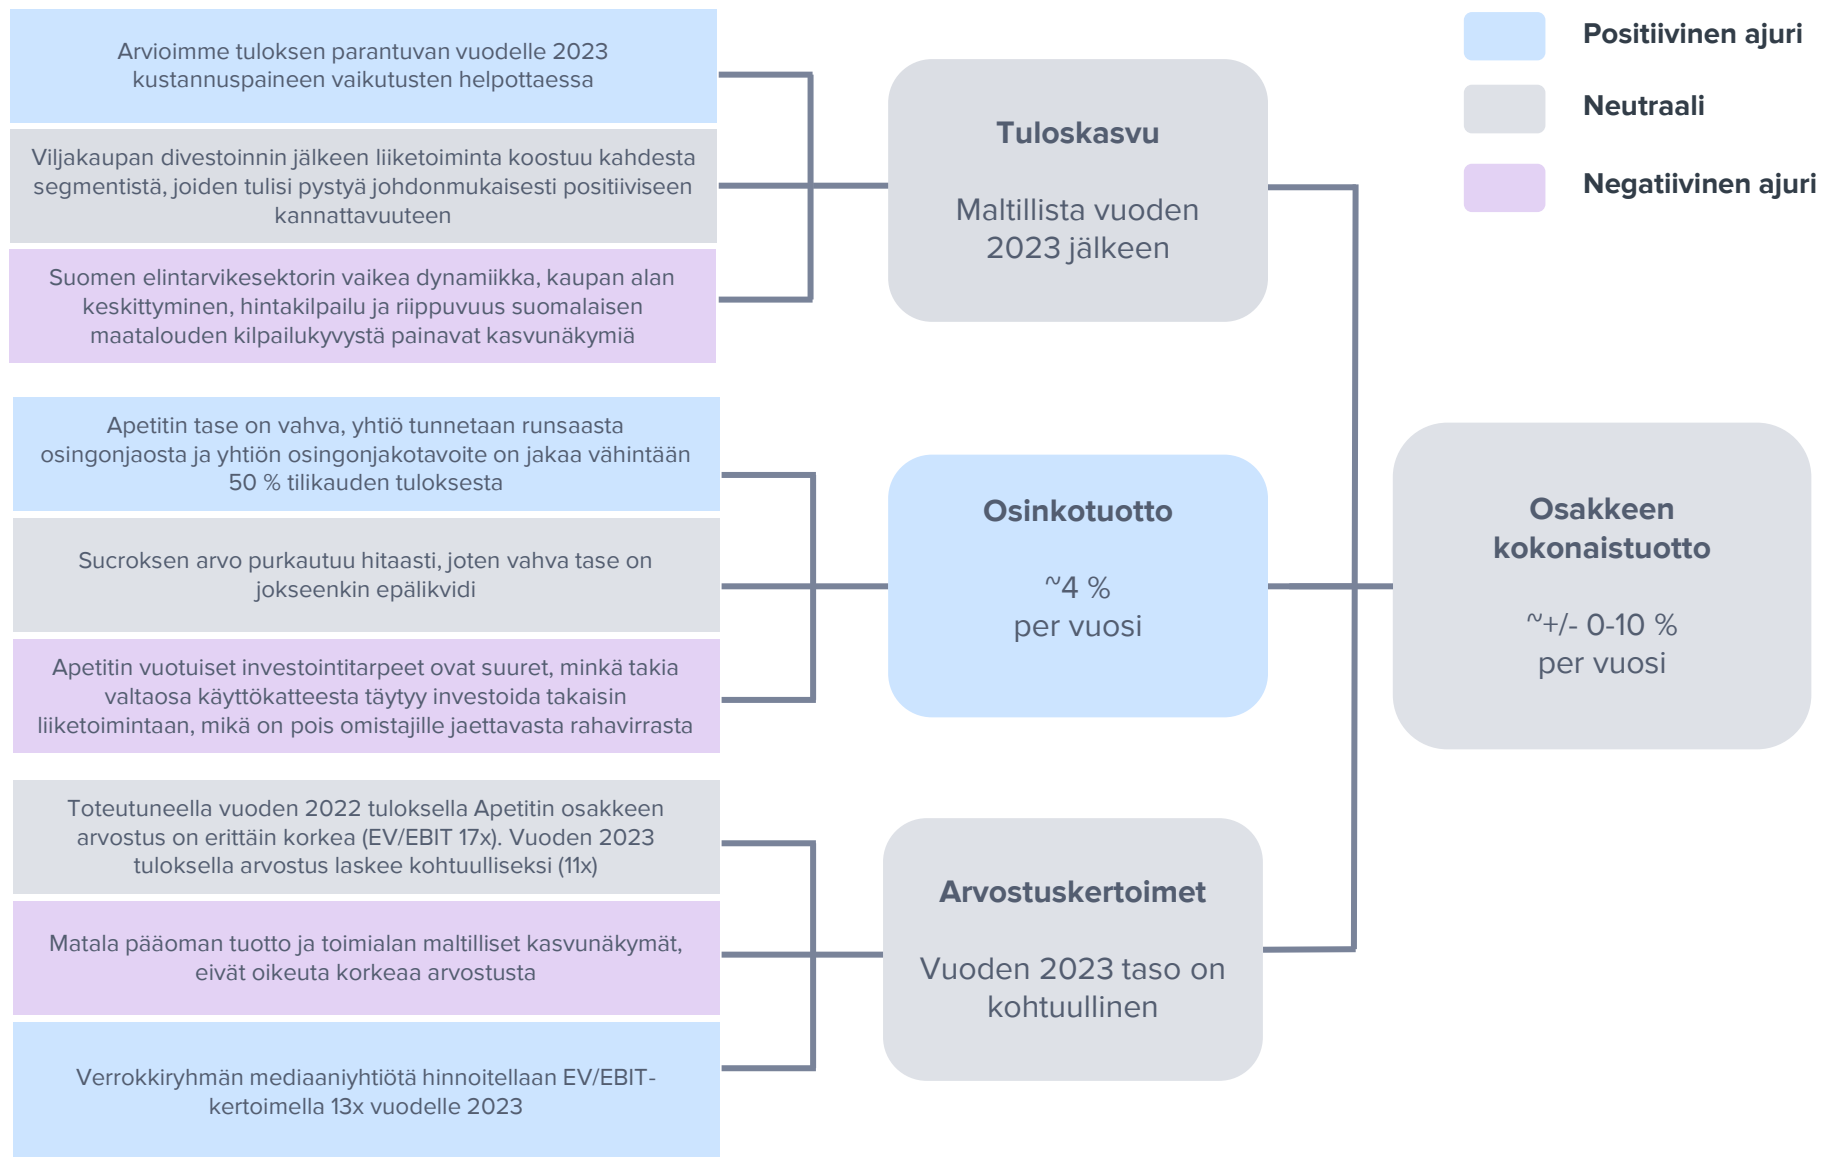 Arvioimme tuloksen parantuvan vuodelle 2023
kustannuspaineen vaikutusten helpottaessa
Viljakaupan divestoinnin jälkeen liiketoiminta koostuu kahdesta
segmentistä, joiden tulisi pystyä johdonmukaisesti positiiviseen
kannattavuuteen
Suomen elintarvikesektorin vaikea dynamiikka, kaupan alan
keskittyminen, hintakilpailu ja riippuvuus suomalaisen
maatalouden kilpailukyvystä painavat kasvunäkymiä
Tuloskasvu
Maltillista vuoden
2023 jälkeen
Positiivinen ajuri
Neutraali
Negatiivinen ajuri
Apetitin tase on vahva, yhtiö tunnetaan runsaasta
osingonjaosta ja yhtiön osingonjakotavoite on jakaa vähintään
50 % tilikauden tuloksesta
Sucroksen arvo purkautuu hitaasti, joten vahva tase on
jokseenkin epälikvidi
Apetitin vuotuiset investointitarpeet ovat suuret, minkä takia
valtaosa käyttökatteesta täytyy investoida takaisin
liiketoimintaan, mikä on pois omistajille jaettavasta rahavirrasta
Osinkotuotto
~4 %
per vuosi
Osakkeen
kokonaistuotto
~+/- 0-10 %
per vuosi
Toteutuneella vuoden 2022 tuloksella Apetitin osakkeen
arvostus on erittäin korkea (EV/EBIT 17x). Vuoden 2023
tuloksella arvostus laskee kohtuulliseksi (11x)
Matala pääoman tuotto ja toimialan maltilliset kasvunäkymät,
eivät oikeuta korkeaa arvostusta
Verrokkiryhmän mediaaniyhtiötä hinnoitellaan EV/EBIT-
kertoimella 13x vuodelle 2023
Arvostuskertoimet
Vuoden 2023 taso on
kohtuullinen